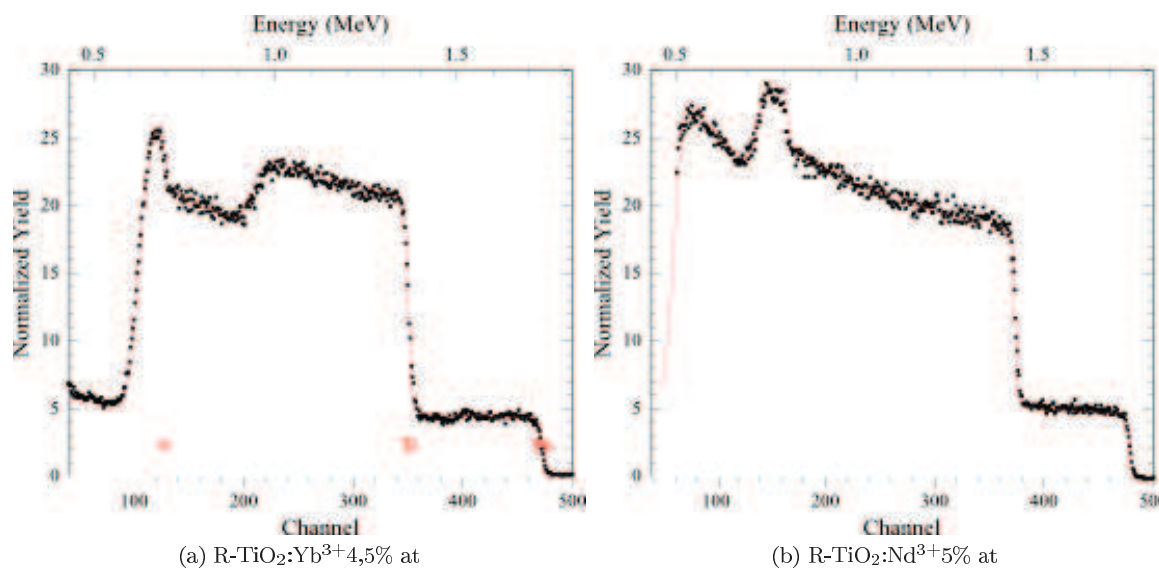 Energy (MeV)
0.5 1.0 1.5
30
25
20
15
10
5
0
Normalized Yield
100 200 300 400 500
Channel
(a) R-TiO₂:Yb³⁺4,5% at
Energy (MeV)
0.5 1.0 1.5
30
25
20
15
10
5
0
Normalized Yield
100 200 300 400 500
Channel
(b) R-TiO₂:Nd³⁺5% at